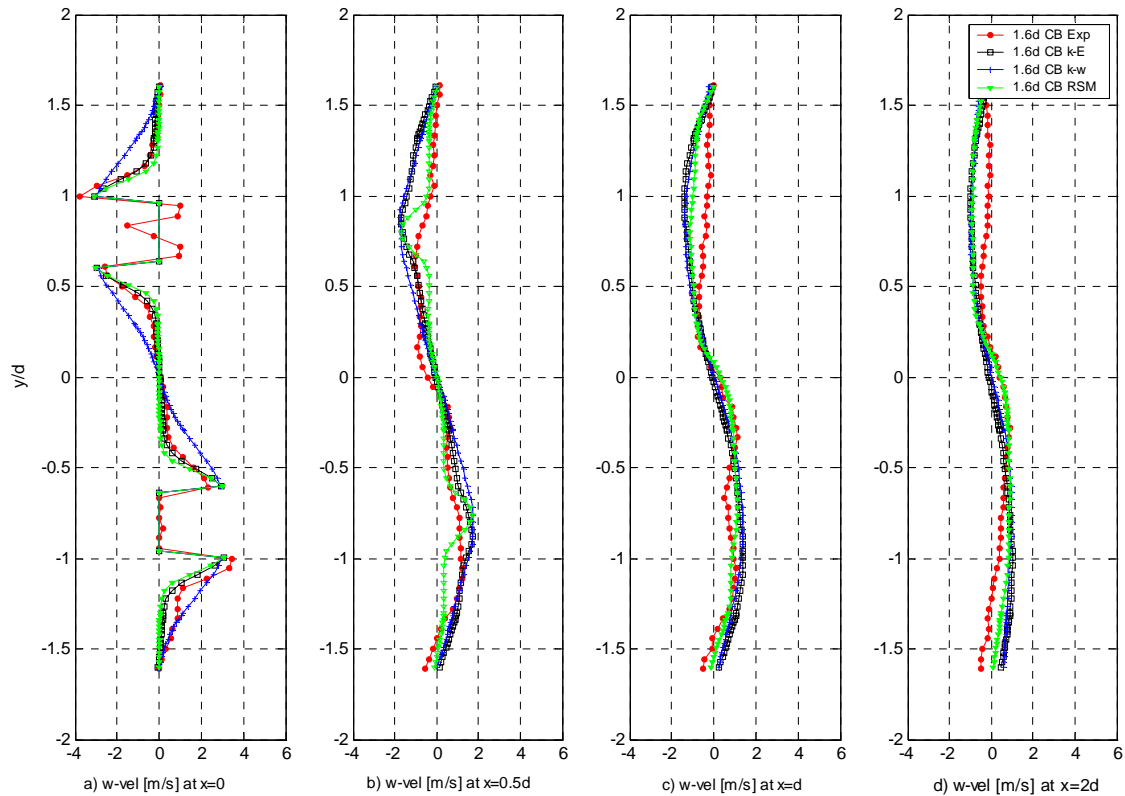 2
1.5
1
0.5
0
-0.5
-1
-1.5
-2
y/d
-4 -2 0 2 4 6
a) w-vel [m/s] at x=0
2
1.5
1
0.5
0
-0.5
-1
-1.5
-2
-4 -2 0 2 4 6
b) w-vel [m/s] at x=0.5d
2
1.5
1
0.5
0
-0.5
-1
-1.5
-2
-4 -2 0 2 4 6
c) w-vel [m/s] at x=d
2
1.5
1
0.5
0
-0.5
-1
-1.5
-2
-4 -2 0 2 4 6
d) w-vel [m/s] at x=2d
1.6d CB Exp
1.6d CB k-E
1.6d CB k-w
1.6d CB RSM